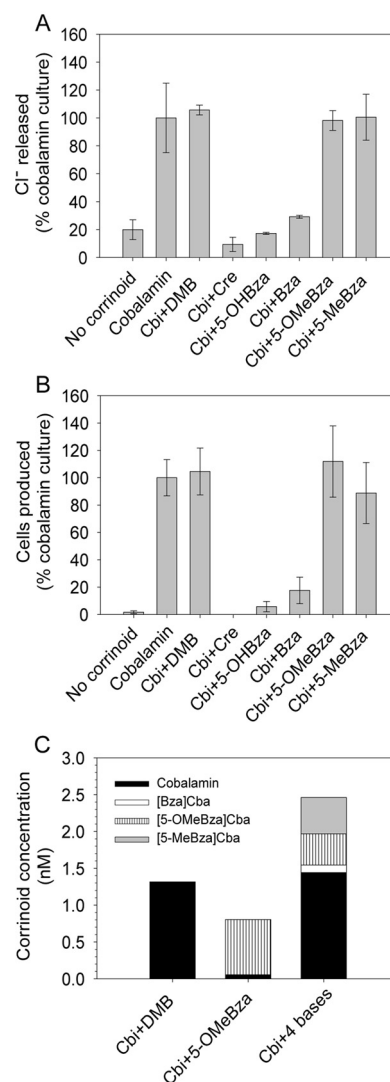 A
Cl⁻ released
(% cobalamin culture)
160
140
120
100
80
60
40
20
0
No corrinoid
Cobalamin
Cbi+DMB
Cbi+Cre
Cbi+5-OHBza
Cbi+Bza
Cbi+5-OMeBza
Cbi+5-MeBza
B
Cells produced
(% cobalamin culture)
160
140
120
100
80
60
40
20
0
No corrinoid
Cobalamin
Cbi+DMB
Cbi+Cre
Cbi+5-OHBza
Cbi+Bza
Cbi+5-OMeBza
Cbi+5-MeBza
C
Corrinoid concentration
(nM)
3.0
2.5
2.0
1.5
1.0
0.5
0.0
Cobalamin
[Bza]Cba
[5-OMeBza]Cba
[5-MeBza]Cba
Cbi+DMB
Cbi+5-OMeBza
Cbi+4 bases